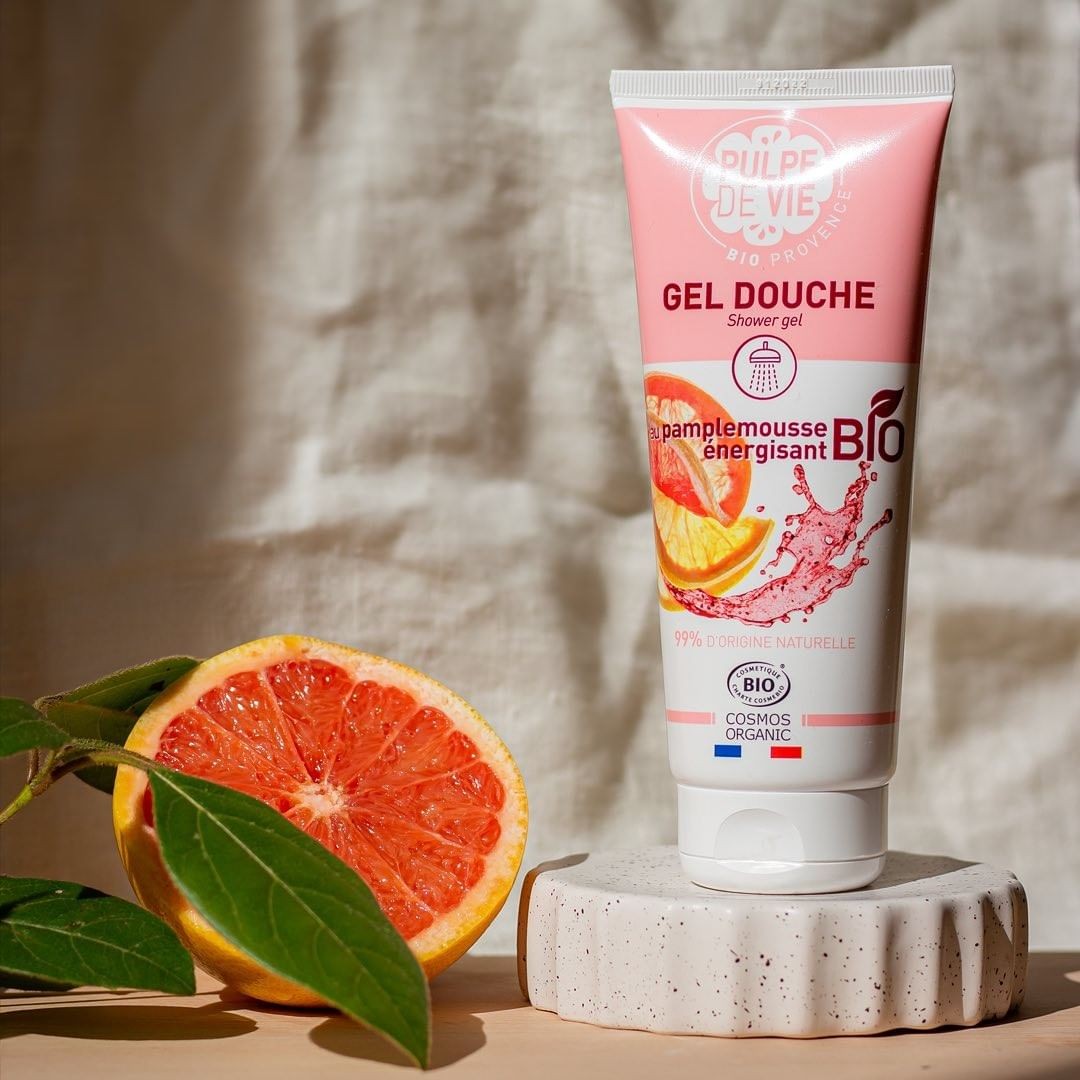 PULPE
DE VIE
BIO PROVENCE
GEL DOUCHE
Shower gel
au pamplemousse
énergisant BIO
99% D'ORIGINE NATURELLE
COSMETIQUE
BIO
CHARTE COSMEBIO
COSMOS
ORGANIC